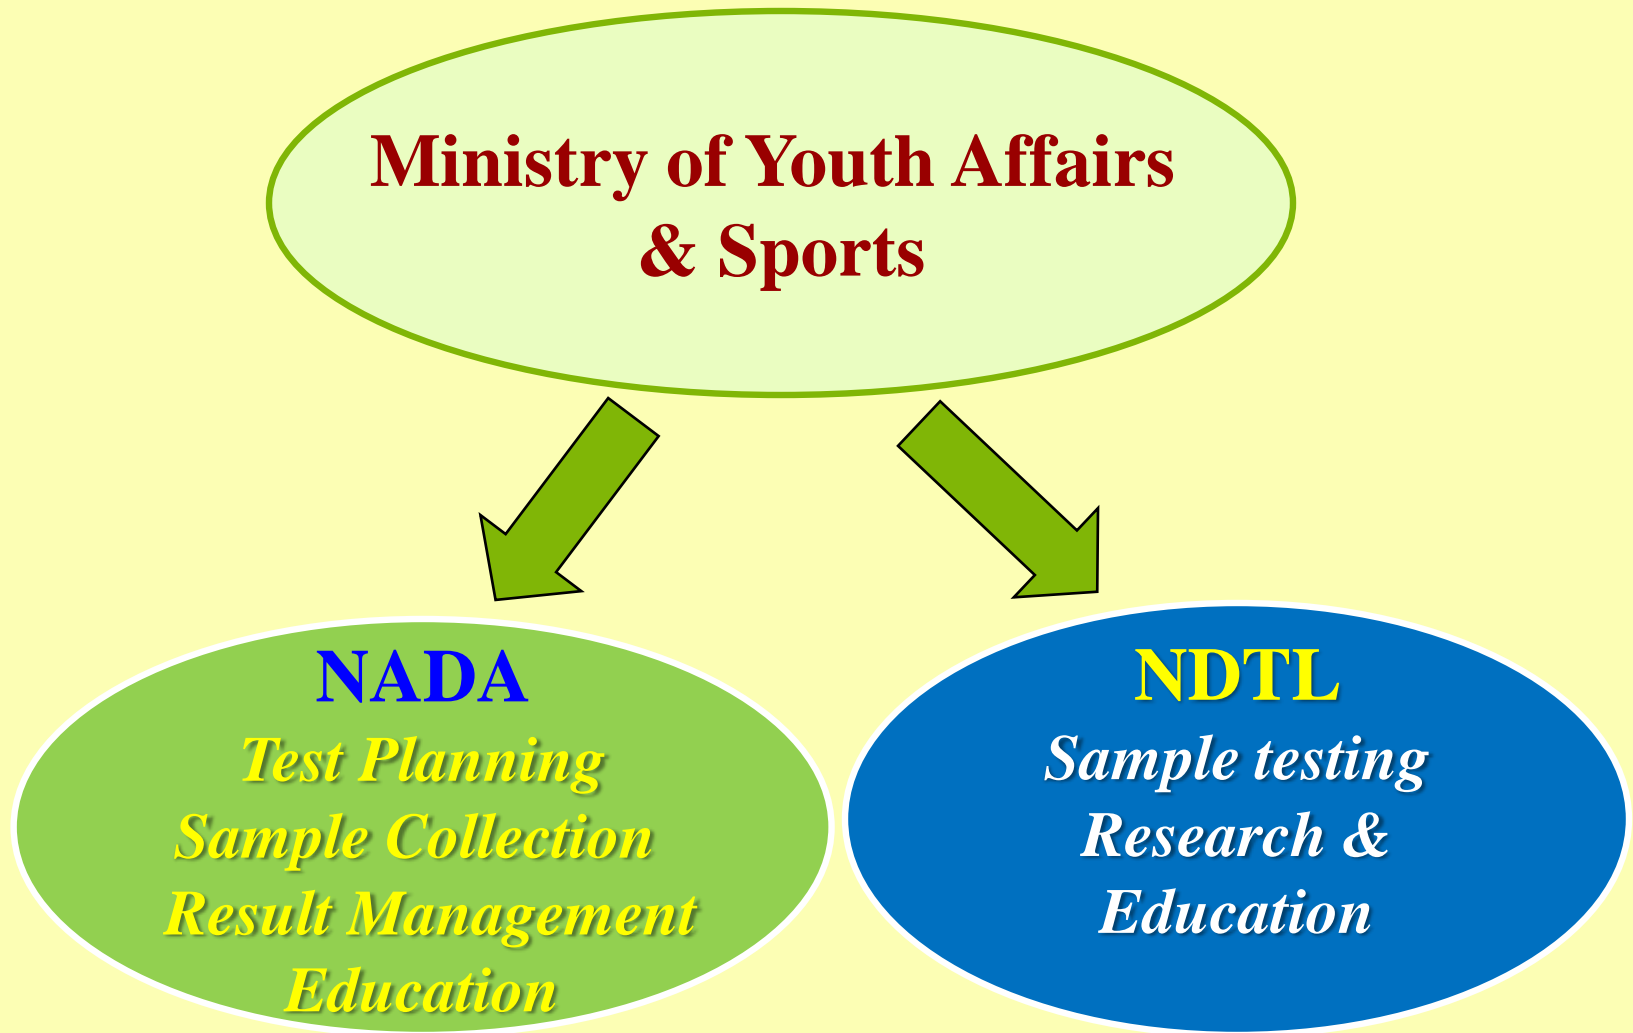 Ministry of Youth Affairs
& Sports
NADA
Test Planning
Sample Collection
Result Management
Education
NDTL
Sample testing
Research &
Education